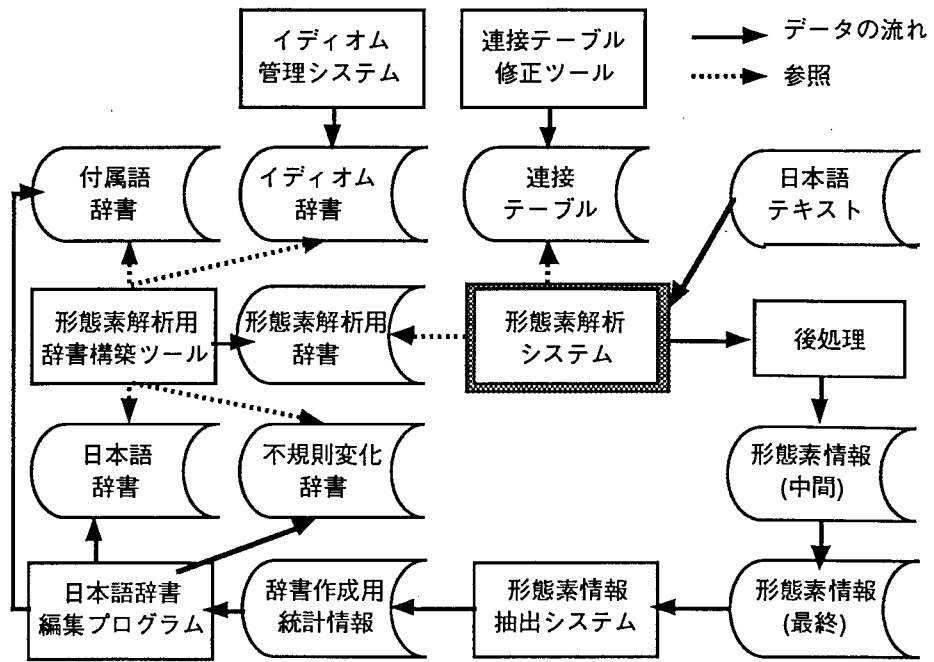 イディオム
管理システム
連接テーブル
修正ツール
データの流れ
参照
付属語
辞書
イディオム
辞書
連接
テーブル
日本語
テキスト
形態素解析用
辞書構築ツール
形態素解析用
辞書
形態素解析
システム
後処理
日本語
辞書
不規則変化
辞書
形態素情報
(中間)
日本語辞書
編集プログラム
辞書作成用
統計情報
形態素情報
抽出システム
形態素情報
(最終)